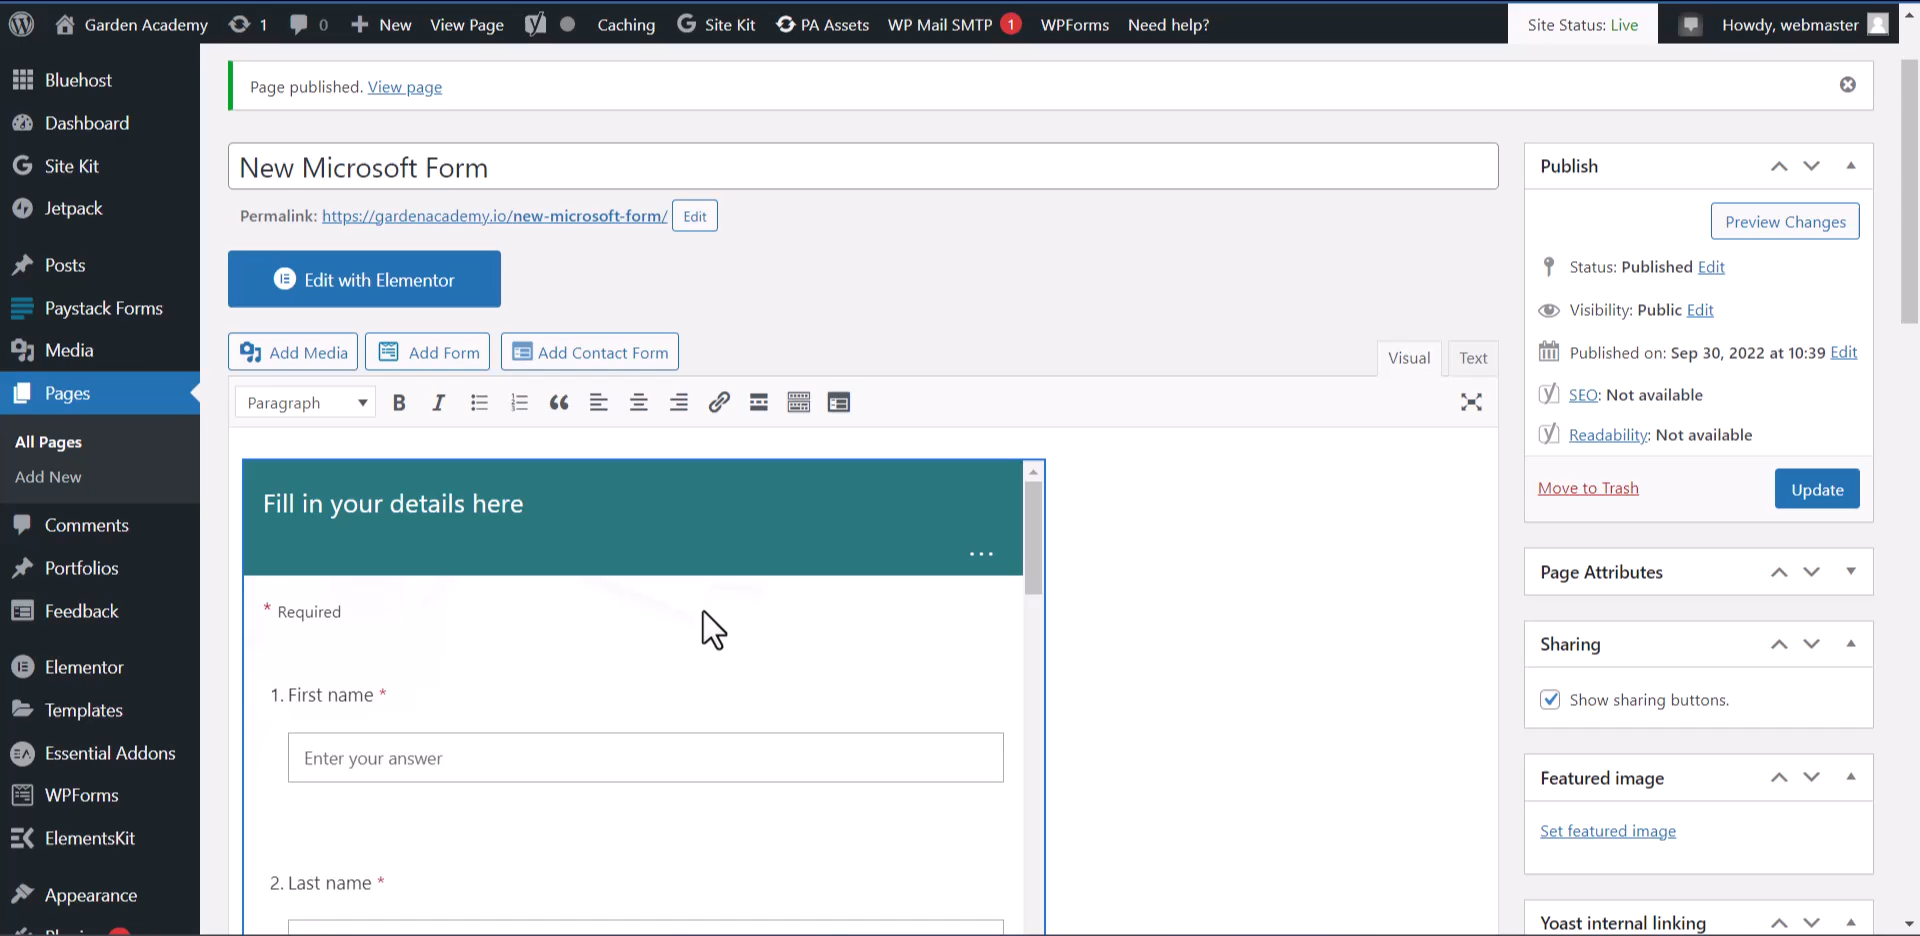 Garden Academy 1 0 New View Page Caching Site Kit PA Assets WP Mail SMTP 1 WPForms Need help? Site Status: Live Howdy, webmaster
Bluehost
Dashboard
Site Kit
Jetpack
Posts
Paystack Forms
Media
Pages
All Pages
Add New
Comments
Portfolios
Feedback
Elementor
Templates
Essential Addons
WPForms
ElementsKit
Appearance
Page published. View page
New Microsoft Form
Permalink: https://gardenacademy.io/new-microsoft-form/ Edit
Edit with Elementor
Add Media Add Form Add Contact Form
Visual Text
Paragraph B I
Fill in your details here
...
* Required
1. First name *
Enter your answer
2. Last name *
Publish
Preview Changes
Status: Published Edit
Visibility: Public Edit
Published on: Sep 30, 2022 at 10:39 Edit
SEO: Not available
Readability: Not available
Move to Trash Update
Page Attributes
Sharing
Show sharing buttons.
Featured image
Set featured image
Yoast internal linking